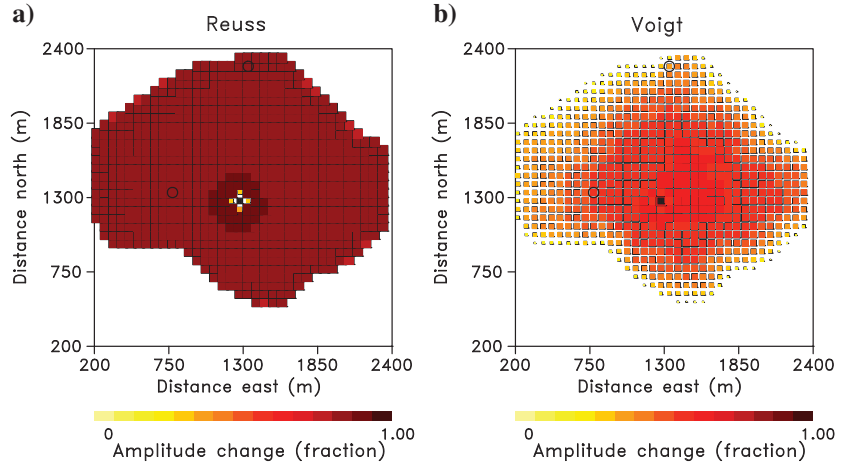 a)
Reuss
2400
1850
1300
750
200
Distance north (m)
200 750 1300 1850 2400
Distance east (m)
0 1.00
Amplitude change (fraction)
b)
Voigt
2400
1850
1300
750
200
Distance north (m)
200 750 1300 1850 2400
Distance east (m)
0 1.00
Amplitude change (fraction)